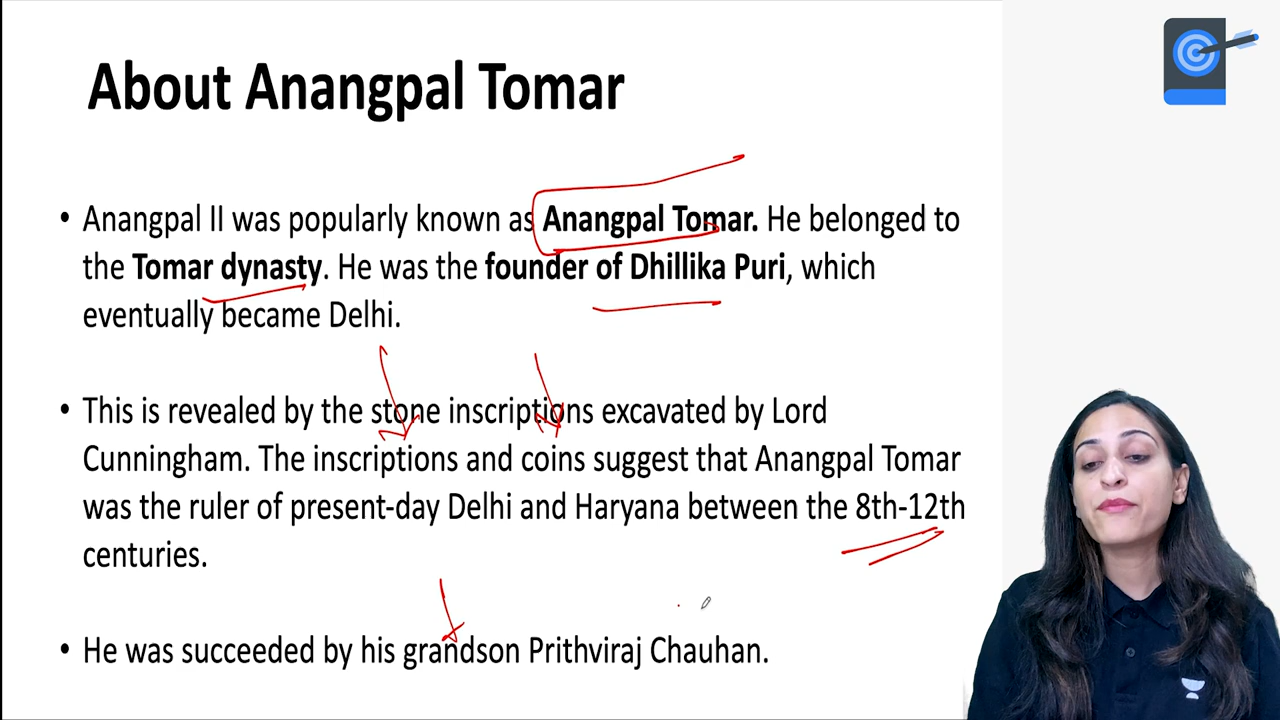 About Anangpal Tomar
• Anangpal II was popularly known as Anangpal Tomar. He belonged to
the Tomar dynasty. He was the founder of Dhillika Puri, which
eventually became Delhi.
• This is revealed by the stone inscriptions excavated by Lord
Cunningham. The inscriptions and coins suggest that Anangpal Tomar
was the ruler of present-day Delhi and Haryana between the 8th-12th
centuries.
• He was succeeded by his grandson Prithviraj Chauhan.